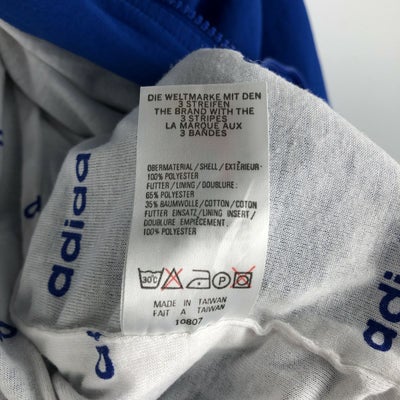 DIE WELTMARKE MIT DEN
3 STREIFEN
THE BRAND WITH THE
3 STRIPES
LA MARQUE AUX
3 BANDES
OBERMATERIAL/SHELL/EXTÉRIEUR:
100% POLYESTER
FUTTER/LINING/DOUBLURE:
65% POLYESTER
35% BAUMWOLLE/COTTON/COTON
FUTTER EINSATZ/LINING INSERT/
DOUBLURE EMPIÈCEMENT:
100% POLYESTER
30°C P
MADE IN TAIWAN
FAIT A TAIWAN
10807
adidas
adidas
adidas